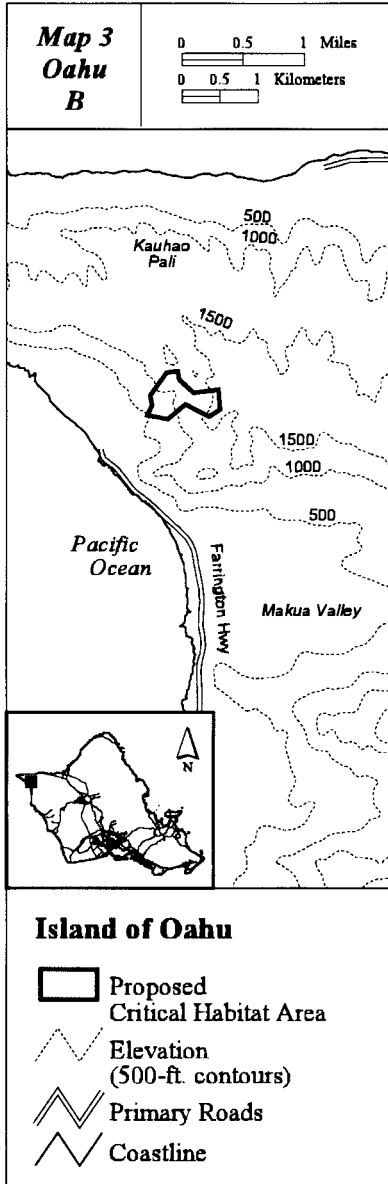 Map 3
Oahu
B
0 0.5 1 Miles
0 0.5 1 Kilometers
500
1000
Kauhao
Pali
1500
1500
1000
500
Pacific
Ocean
Farrington Hwy
Makua Valley
N
Island of Oahu
Proposed
Critical Habitat Area
Elevation
(500-ft. contours)
Primary Roads
Coastline